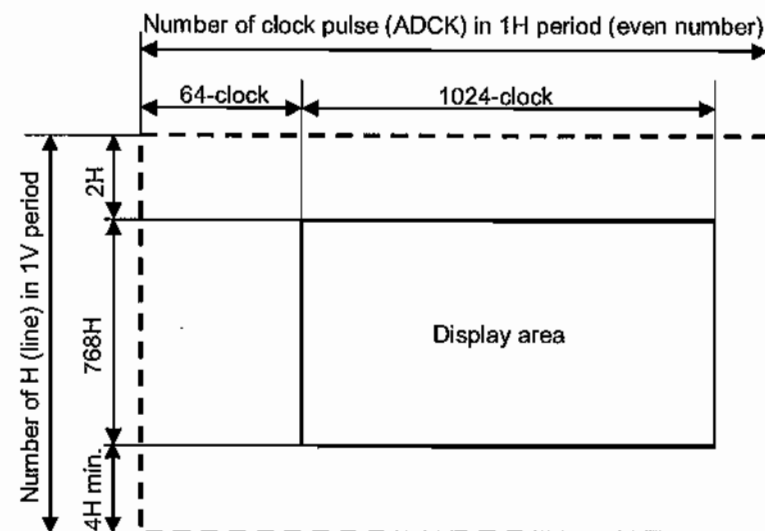 Number of clock pulse (ADCK) in 1H period (even number)
64-clock
1024-clock
Number of H (line) in 1V period
2H
768H
4H min.
Display area